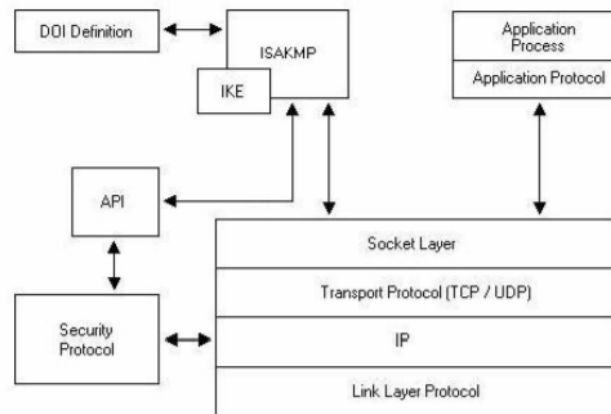 DOI Definition
ISAKMP
IKE
Application
Process
Application Protocol
API
Socket Layer
Transport Protocol (TCP / UDP)
Security
Protocol
IP
Link Layer Protocol